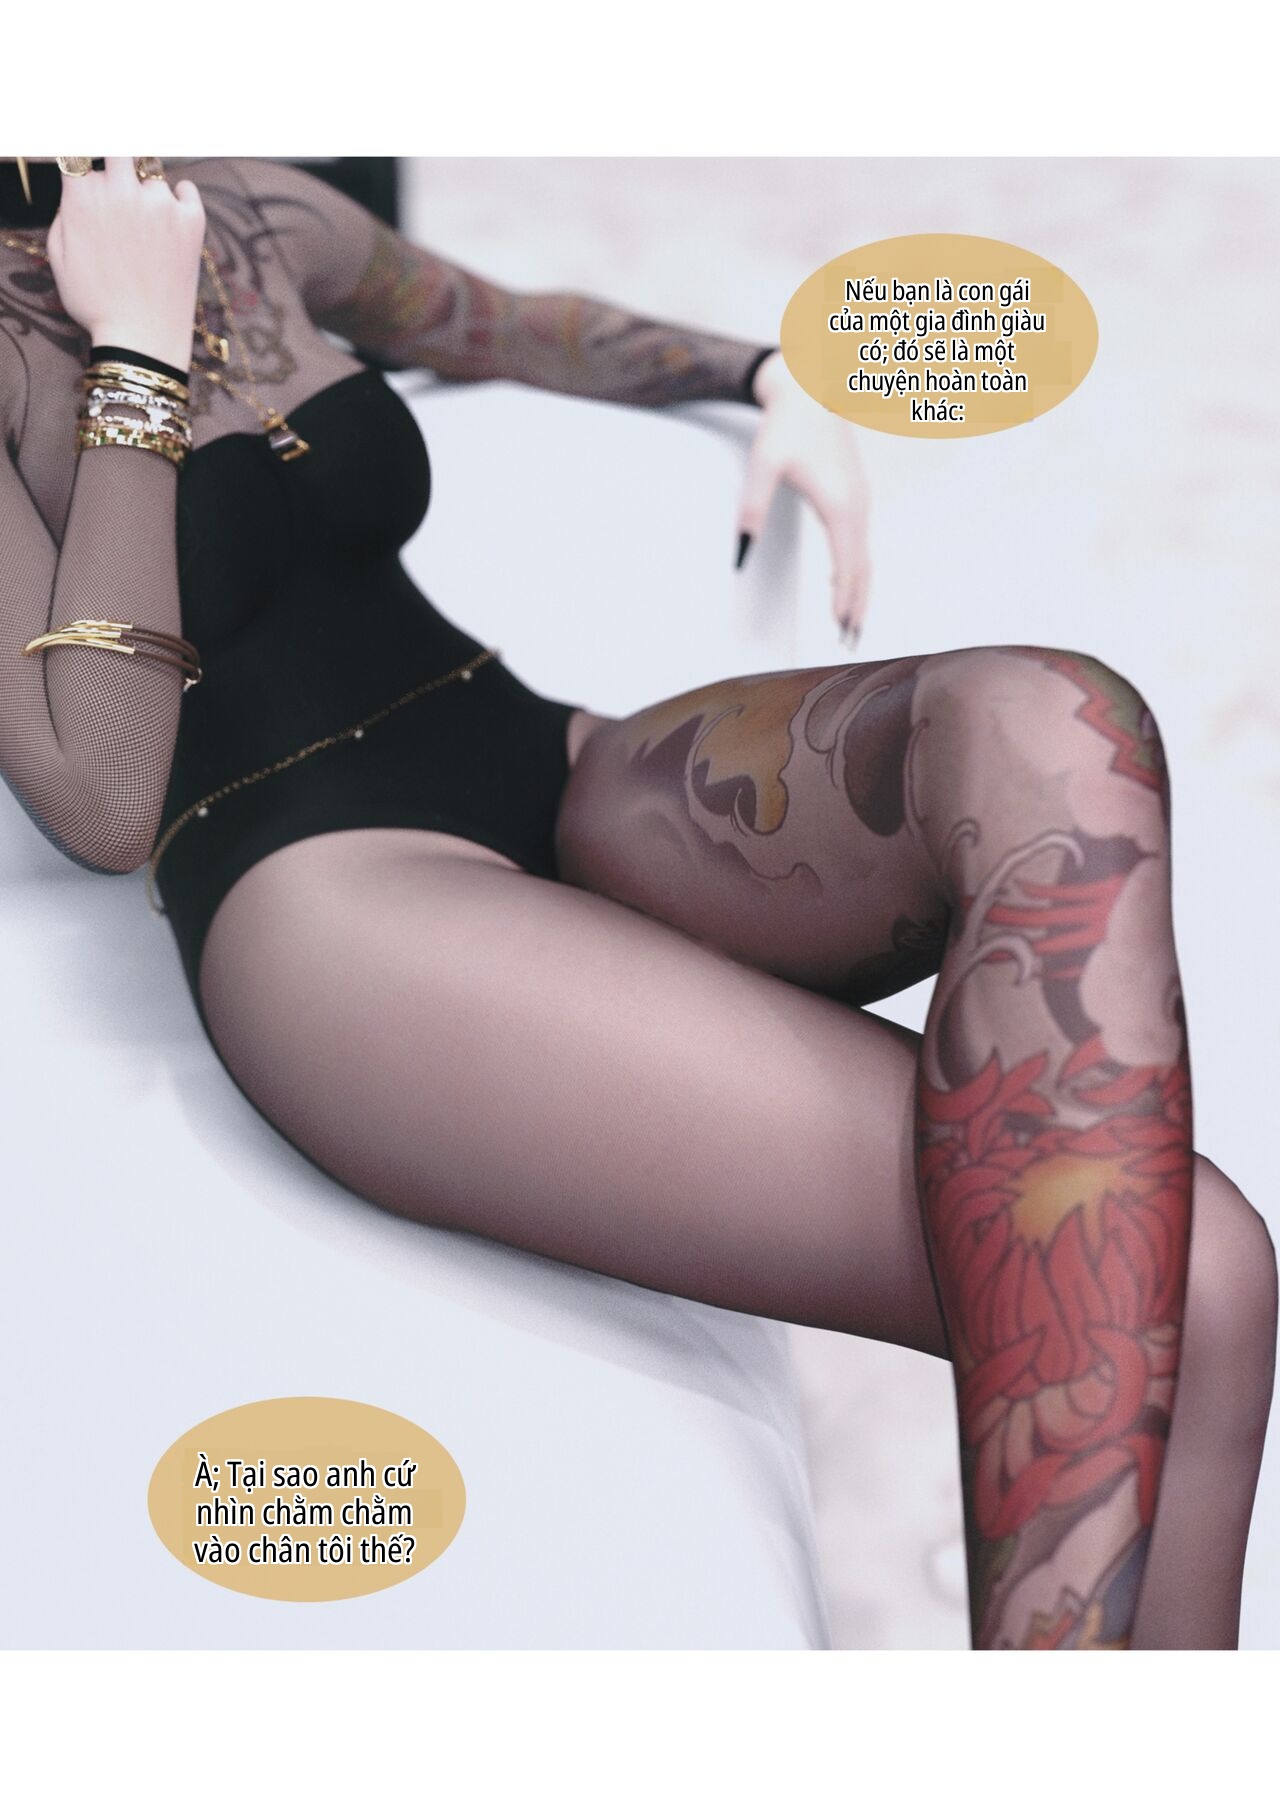 Nếu bạn là con gái
của một gia đình giàu
có; đó sẽ là một
chuyện hoàn toàn
khác:
À; Tại sao anh cứ
nhìn chằm chằm
vào chân tôi thế?